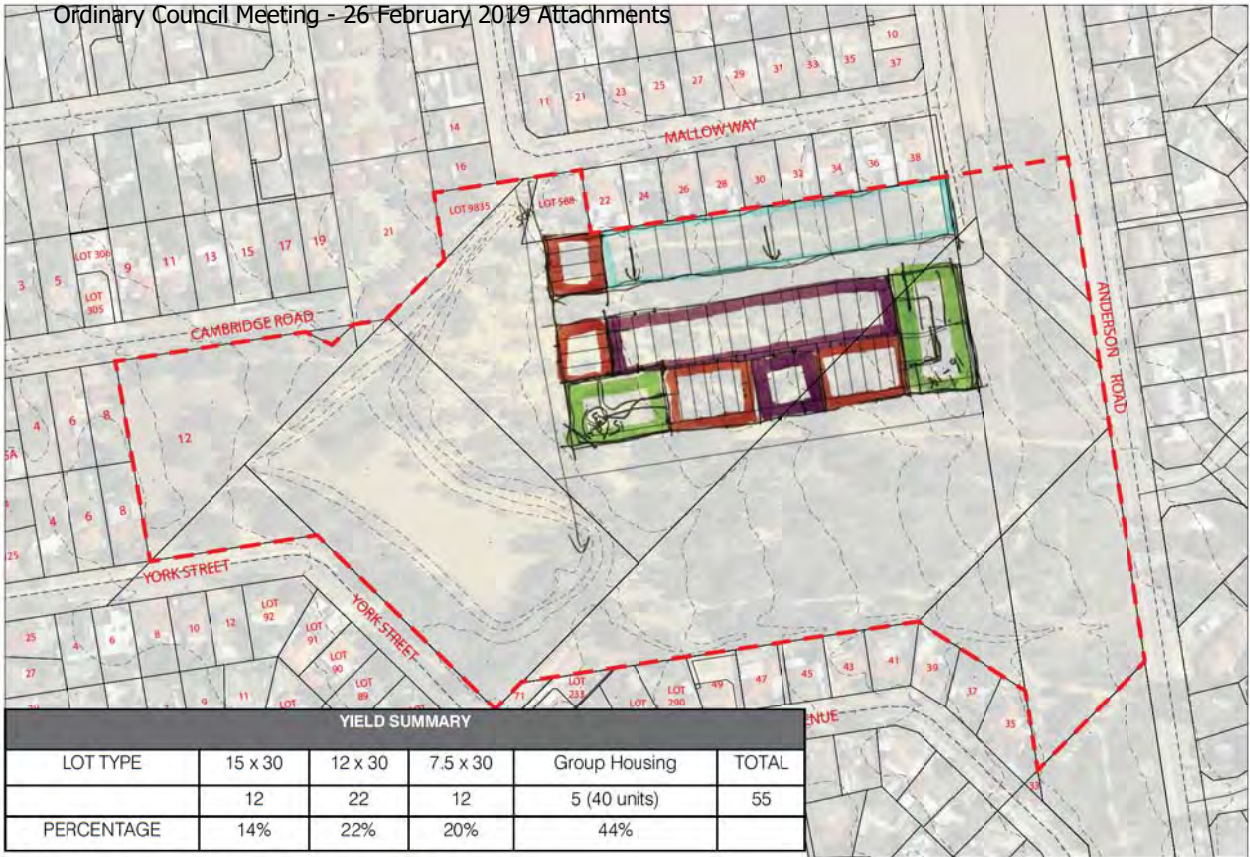 Ordinary Council Meeting - 26 February 2019 Attachments
10
11 21 23 25 27 29 31 33 35 37
14
MALLOW WAY
16
22 24 26 28 30 32 34 36 38
LOT 9835
LOT 588
21
3 5
LOT 306
LOT
305
9 11 13 15 17 19
CAMBRIDGE ROAD
ANDERSON ROAD
4 6 8
12
5A
4 6 8
25
YORK STREET
YORK STREET
25 4 6 8 10 12
LOT
92
LOT
91
LOT
90
LOT
89
27
9 11
LOT
71
LOT
233
LOT
LOT
290
49 47 45 43 41 39 37 35
33
ENUE
YIELD SUMMARY
LOT TYPE 15 x 30 12 x 30 7.5 x 30 Group Housing TOTAL
12 22 12 5 (40 units) 55
PERCENTAGE 14% 22% 20% 44%